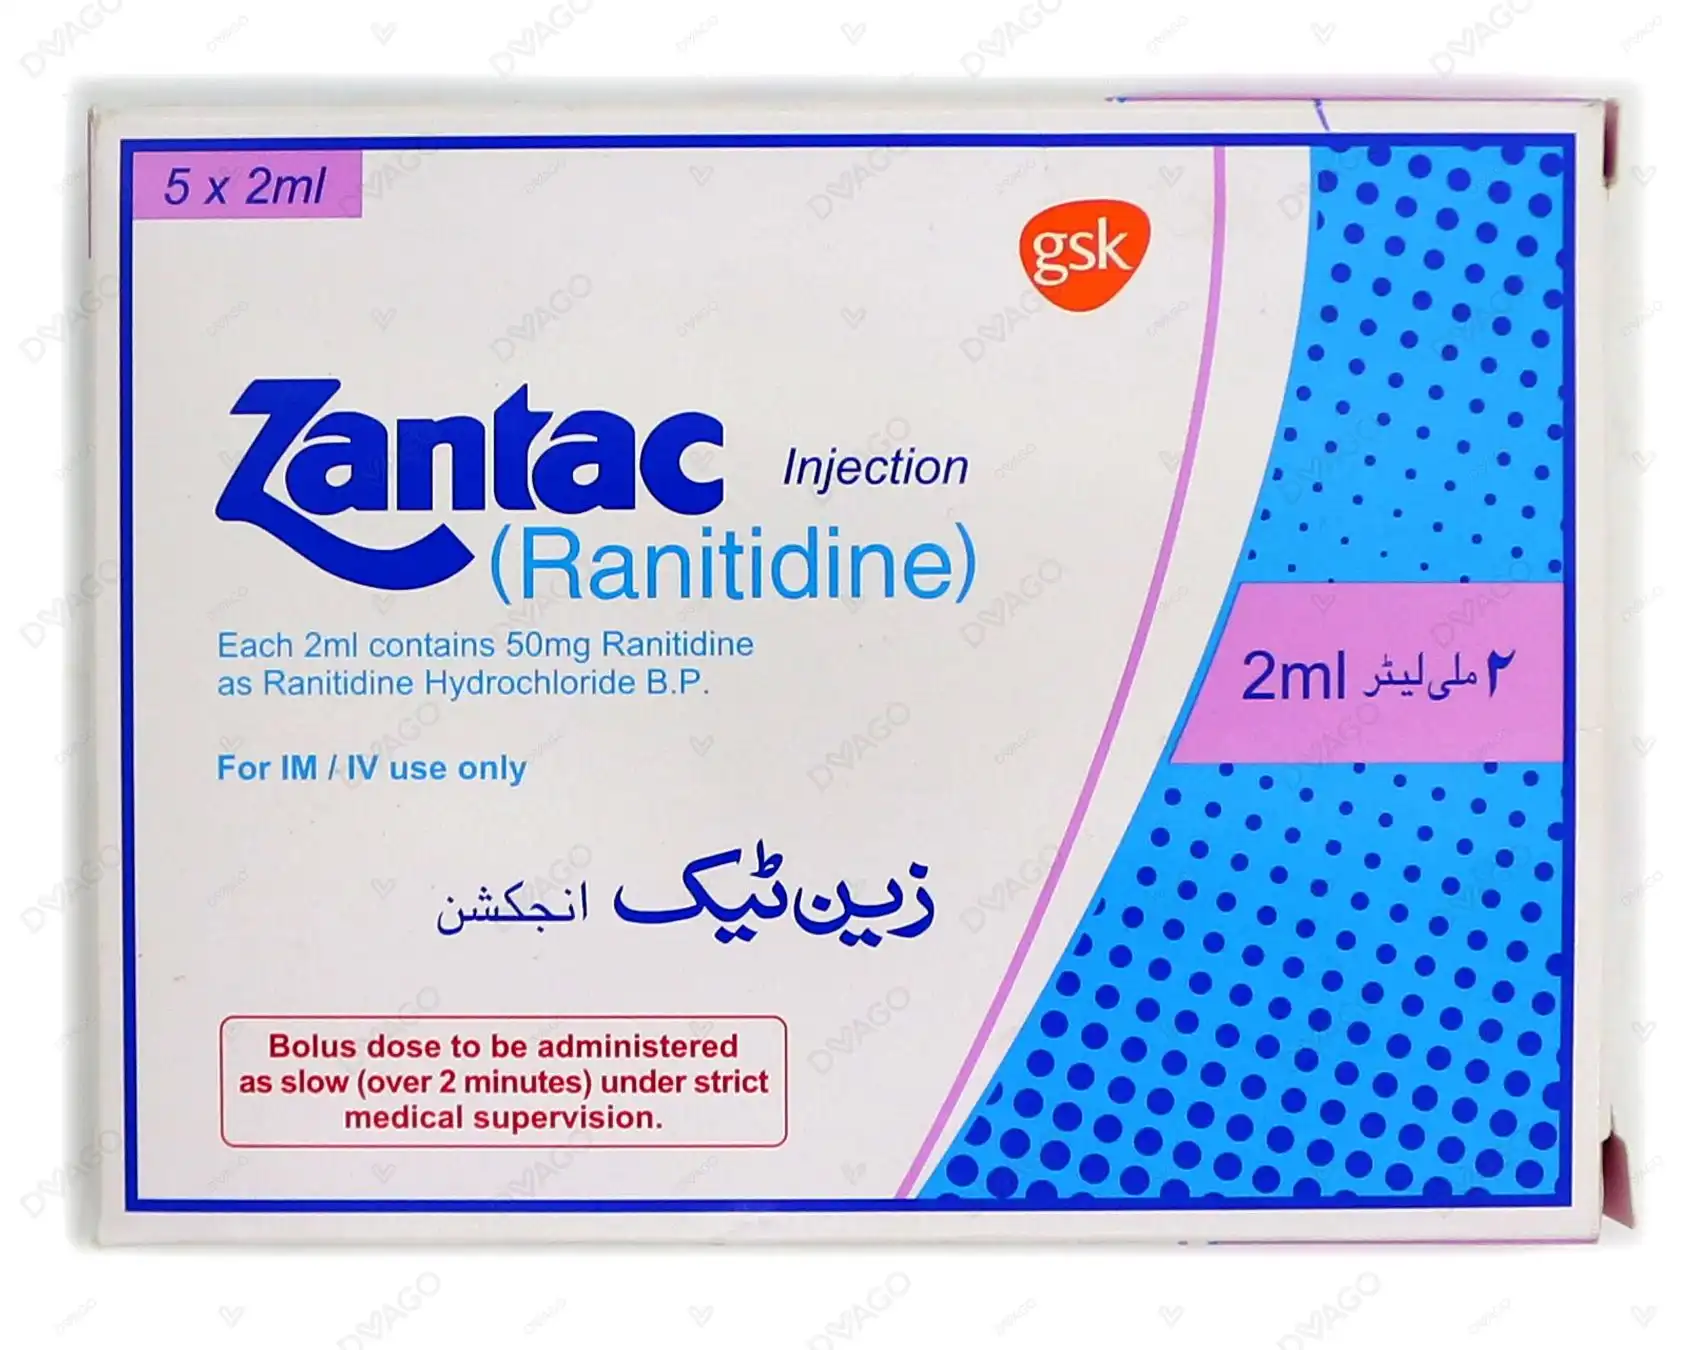 5 x 2ml
gsk
Zantac Injection
(Ranitidine)
Each 2ml contains 50mg Ranitidine
as Ranitidine Hydrochloride B.P.
For IM / IV use only
2ml ۲ ملی لیٹر
زین ٹیک انجکشن
Bolus dose to be administered
as slow (over 2 minutes) under strict
medical supervision.
DVAGO